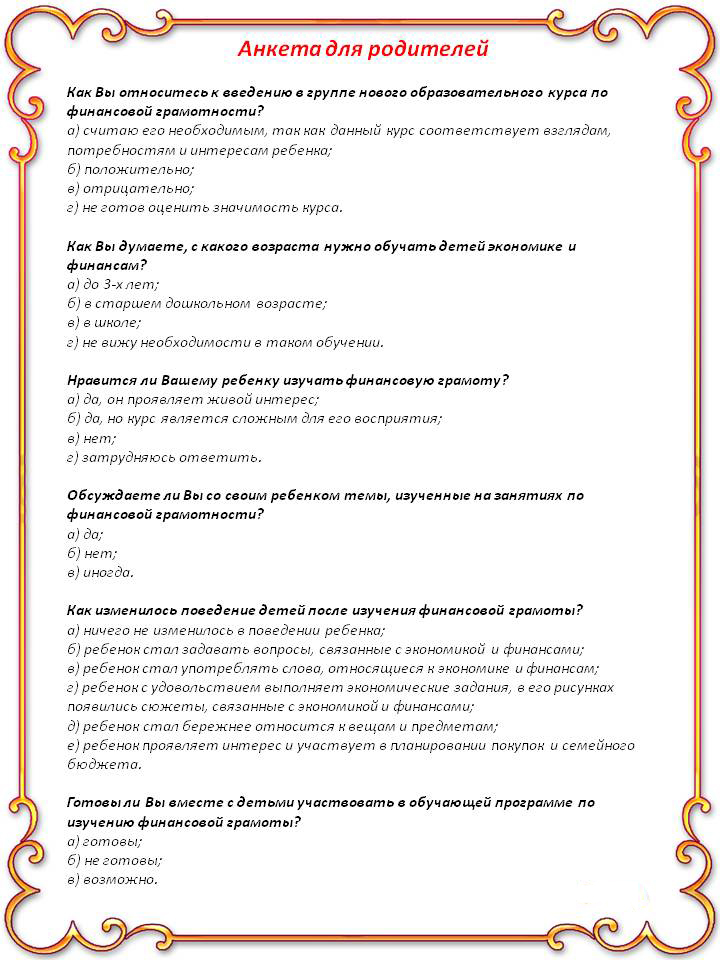 Анкета для родителей
Как Вы относитесь к введению в группе нового образовательного курса по
финансовой грамотности?
а) считаю его необходимым, так как данный курс соответствует взглядам,
потребностям и интересам ребенка;
б) положительно;
в) отрицательно;
г) не готов оценить значимость курса.
Как Вы думаете, с какого возраста нужно обучать детей экономике и
финансам?
а) до 3-х лет;
б) в старшем дошкольном возрасте;
в) в школе;
г) не вижу необходимости в таком обучении.
Нравится ли Вашему ребенку изучать финансовую грамоту?
а) да, он проявляет живой интерес;
б) да, но курс является сложным для его восприятия;
в) нет;
г) затрудняюсь ответить.
Обсуждаете ли Вы со своим ребенком темы, изученные на занятиях по
финансовой грамотности?
а) да;
б) нет;
в) иногда.
Как изменилось поведение детей после изучения финансовой грамоты?
а) ничего не изменилось в поведении ребенка;
б) ребенок стал задавать вопросы, связанные с экономикой и финансами;
в) ребенок стал употреблять слова, относящиеся к экономике и финансам;
г) ребенок с удовольствием выполняет экономические задания, в его рисунках
появились сюжеты, связанные с экономикой и финансами;
д) ребенок стал бережнее относится к вещам и предметам;
е) ребенок проявляет интерес и участвует в планировании покупок и семейного
бюджета.
Готовы ли Вы вместе с детьми участвовать в обучающей программе по
изучению финансовой грамоты?
а) готовы;
б) не готовы;
в) возможно.